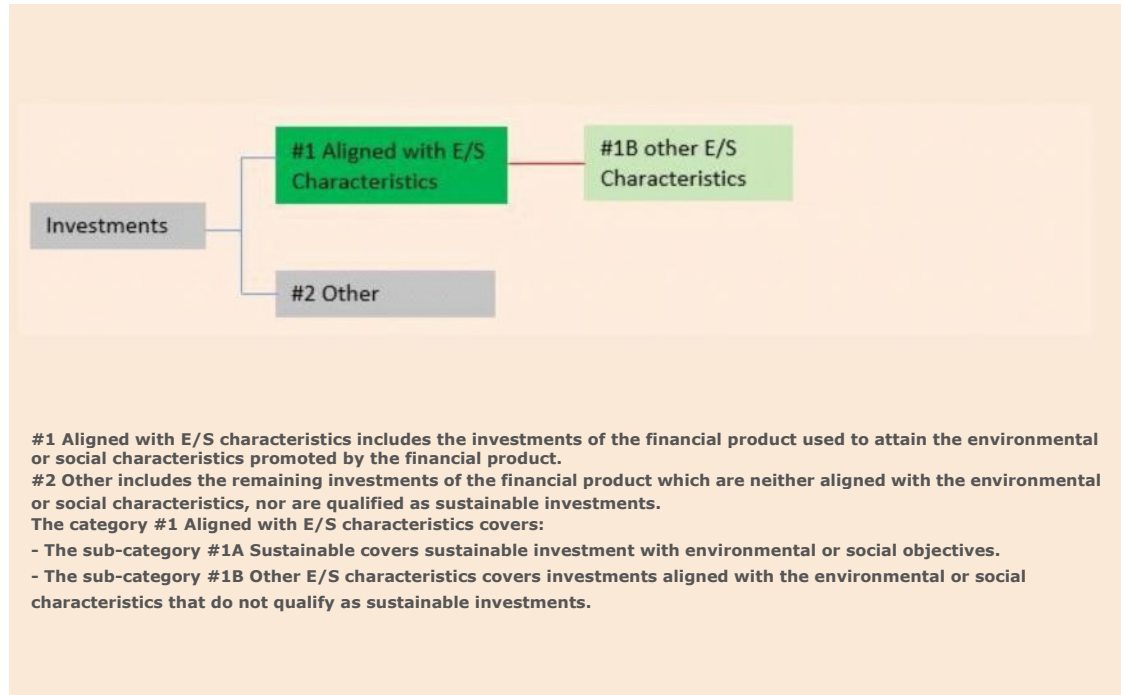 #1 Aligned with E/S
Characteristics
#1B other E/S
Characteristics
Investments
#2 Other
#1 Aligned with E/S characteristics includes the investments of the financial product used to attain the environmental
or social characteristics promoted by the financial product.
#2 Other includes the remaining investments of the financial product which are neither aligned with the environmental
or social characteristics, nor are qualified as sustainable investments.
The category #1 Aligned with E/S characteristics covers:
- The sub-category #1A Sustainable covers sustainable investment with environmental or social objectives.
- The sub-category #1B Other E/S characteristics covers investments aligned with the environmental or social
characteristics that do not qualify as sustainable investments.